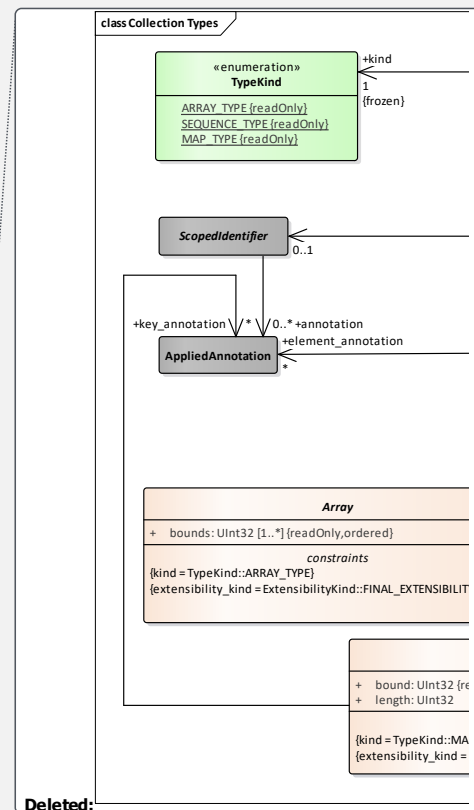 class Collection Types
«enumeration»
TypeKind
ARRAY_TYPE {readOnly}
SEQUENCE_TYPE {readOnly}
MAP_TYPE {readOnly}
+kind
1
{frozen}
ScopedIdentifier
0..1
+key_annotation
*
0..* +annotation
+element_annotation
AppliedAnnotation
*
Array
+ bounds: UInt32 [1..*] {readOnly,ordered}
constraints
{kind = TypeKind::ARRAY_TYPE}
{extensibility_kind = ExtensibilityKind::FINAL_EXTENSIBILIT
+ bound: UInt32 {re
+ length: UInt32
{kind = TypeKind::MA
{extensibility_kind =
Deleted: